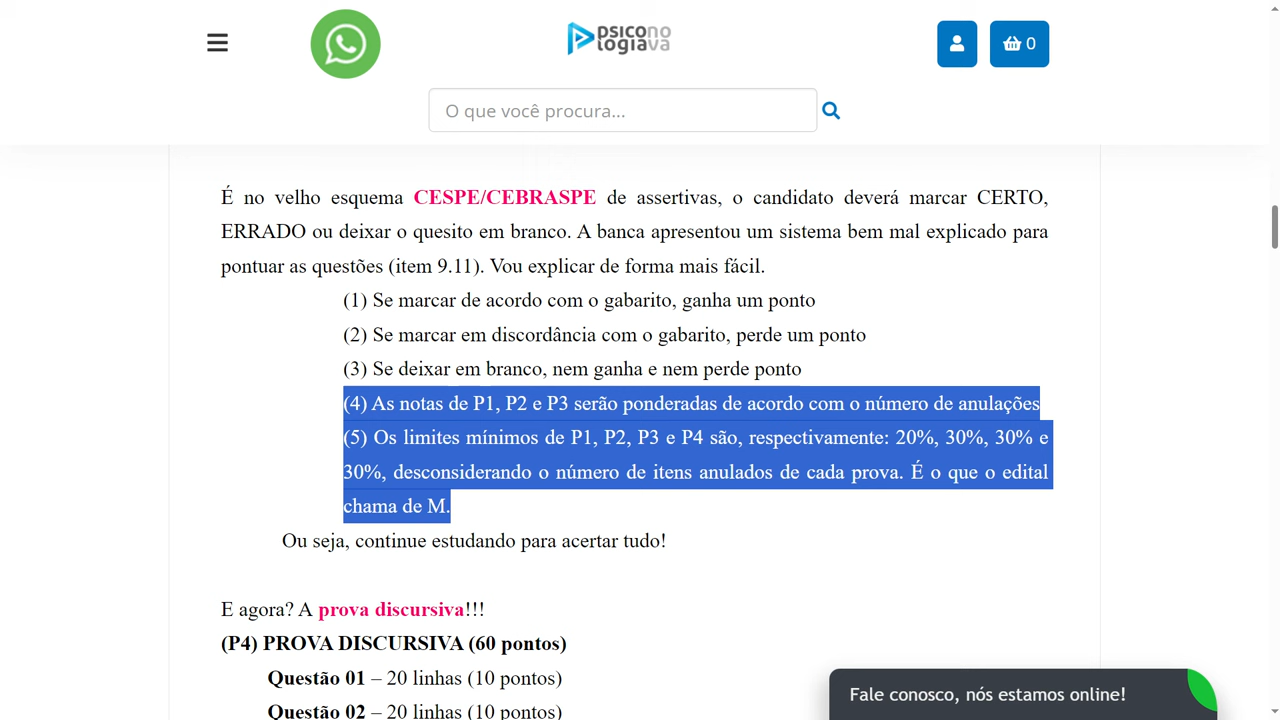 psicono
logiava
0
O que você procura...
É no velho esquema CESPE/CEBRASPE de assertivas, o candidato deverá marcar CERTO,
ERRADO ou deixar o quesito em branco. A banca apresentou um sistema bem mal explicado para
pontuar as questões (item 9.11). Vou explicar de forma mais fácil.
(1) Se marcar de acordo com o gabarito, ganha um ponto
(2) Se marcar em discordância com o gabarito, perde um ponto
(3) Se deixar em branco, nem ganha e nem perde ponto
(4) As notas de P1, P2 e P3 serão ponderadas de acordo com o número de anulações
(5) Os limites mínimos de P1, P2, P3 e P4 são, respectivamente: 20%, 30%, 30% e
30%, desconsiderando o número de itens anulados de cada prova. É o que o edital
chama de M.
Ou seja, continue estudando para acertar tudo!
E agora? A prova discursiva!!!
(P4) PROVA DISCURSIVA (60 pontos)
Questão 01 – 20 linhas (10 pontos)
Questão 02 – 20 linhas (10 pontos)
Fale conosco, nós estamos online!